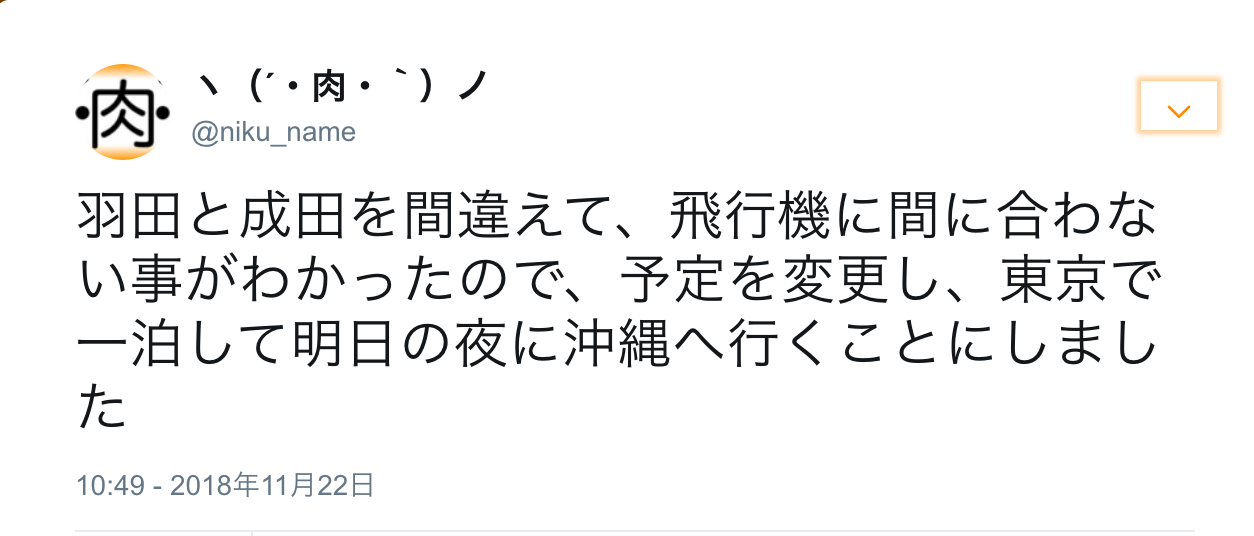 肉
ヽ（´・肉・｀）ノ
@niku_name
羽田と成田を間違えて、飛行機に間に合わな
い事がわかったので、予定を変更し、東京で
一泊して明日の夜に沖縄へ行くことにしまし
た
10:49 - 2018年11月22日